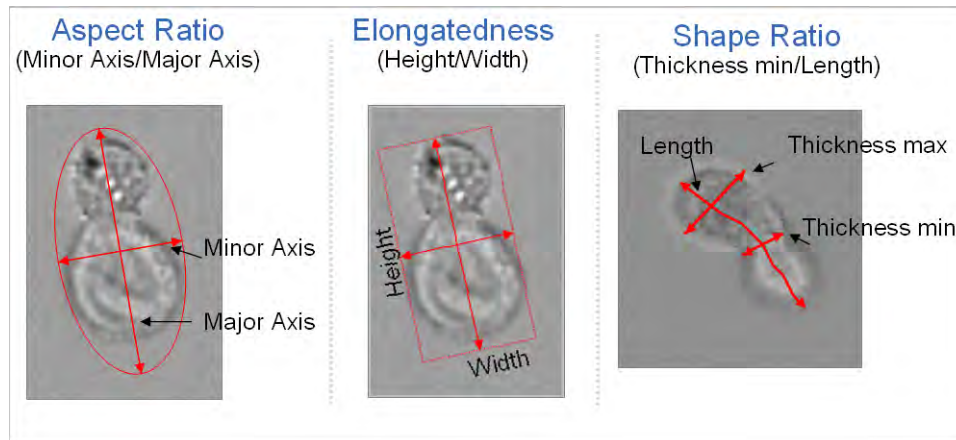 Aspect Ratio
(Minor Axis/Major Axis)
Minor Axis
Major Axis
Elongatedness
(Height/Width)
Height
Width
Shape Ratio
(Thickness min/Length)
Length
Thickness max
Thickness min